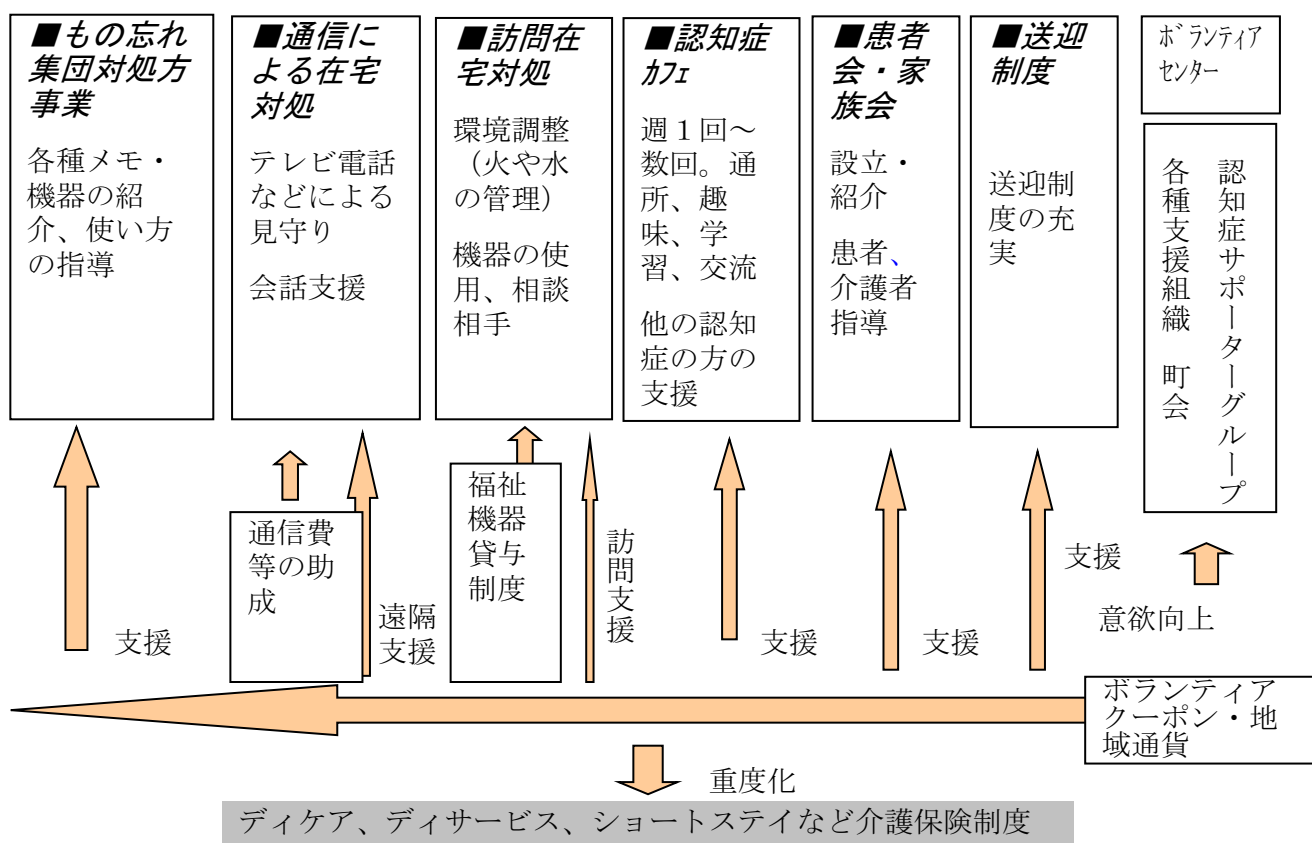 ■もの忘れ
集団対処方
事業
各種メモ・
機器の紹
介、使い方
の指導
■通信に
よる在宅
対処
テレビ電話
などによる
見守り
会話支援
■訪問在
宅対処
環境調整
（火や水
の管理）
機器の使
用、相談
相手
■認知症
ｶﾌｪ
週１回～
数回。通
所、趣
味、学
習、交流
他の認知
症の方の
支援
■患者
会・家
族会
設立・
紹介
患者、
介護者
指導
■送迎
制度
送迎制
度の充
実
ﾎﾞﾗﾝﾃｨｱ
ｾﾝﾀｰ
認知症サポーターグループ
各種支援組織　町会
通信費
等の助
成
福祉
機器
貸与
制度
支援
遠隔
支援
訪問支援
支援
支援
支援
意欲向上
ボランティア
クーポン・地
域通貨
重度化
ディケア、ディサービス、ショートステイなど介護保険制度